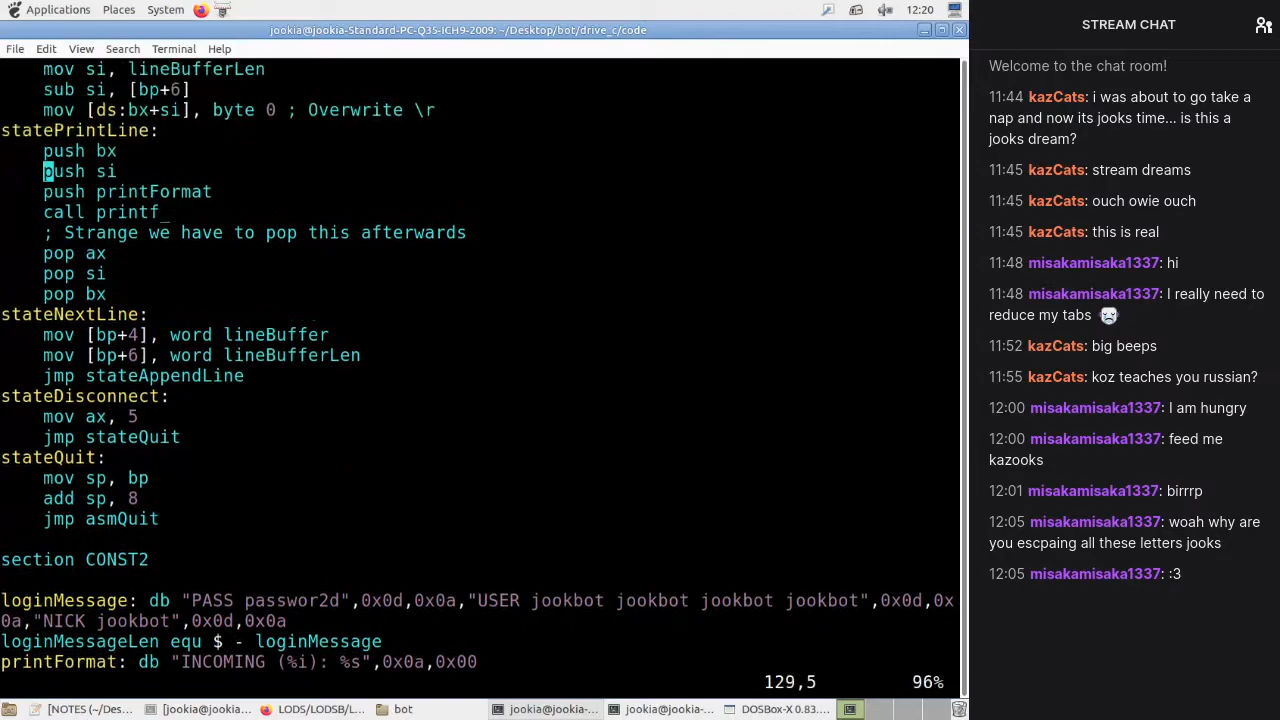 Applications Places System 12:20
jookia@jookia-Standard-PC-Q35-ICH9-2009: ~/Desktop/bot/drive_c/code
File Edit View Search Terminal Help
mov si, lineBufferLen
sub si, [bp+6]
mov [ds:bx+si], byte 0 ; Overwrite \r
statePrintLine:
push bx
push si
push printFormat
call printf_
; Strange we have to pop this afterwards
pop ax
pop si
pop bx
stateNextLine:
mov [bp+4], word lineBuffer
mov [bp+6], word lineBufferLen
jmp stateAppendLine
stateDisconnect:
mov ax, 5
jmp stateQuit
stateQuit:
mov sp, bp
add sp, 8
jmp asmQuit
section CONST2
loginMessage: db "PASS passwor2d",0x0d,0x0a,"USER jookbot jookbot jookbot jookbot",0x0d,0x
0a,"NICK jookbot",0x0d,0x0a
loginMessageLen equ $ - loginMessage
printFormat: db "INCOMING (%i): %s",0x0a,0x00
129,5 96%
[NOTES (~/Des... [jookia@jookia... LODS/LODSB/L... bot jookia@jookia-... jookia@jookia-... DOSBox-X 0.83....
STREAM CHAT
Welcome to the chat room!
11:44 kazCats: i was about to go take a
nap and now its jooks time... is this a
jooks dream?
11:45 kazCats: stream dreams
11:45 kazCats: ouch owie ouch
11:45 kazCats: this is real
11:48 misakamisaka1337: hi
11:48 misakamisaka1337: I really need to
reduce my tabs
11:52 kazCats: big beeps
11:55 kazCats: koz teaches you russian?
12:00 misakamisaka1337: I am hungry
12:00 misakamisaka1337: feed me
kazooks
12:01 misakamisaka1337: birrrp
12:05 misakamisaka1337: woah why are
you escpaing all these letters jooks
12:05 misakamisaka1337: :3